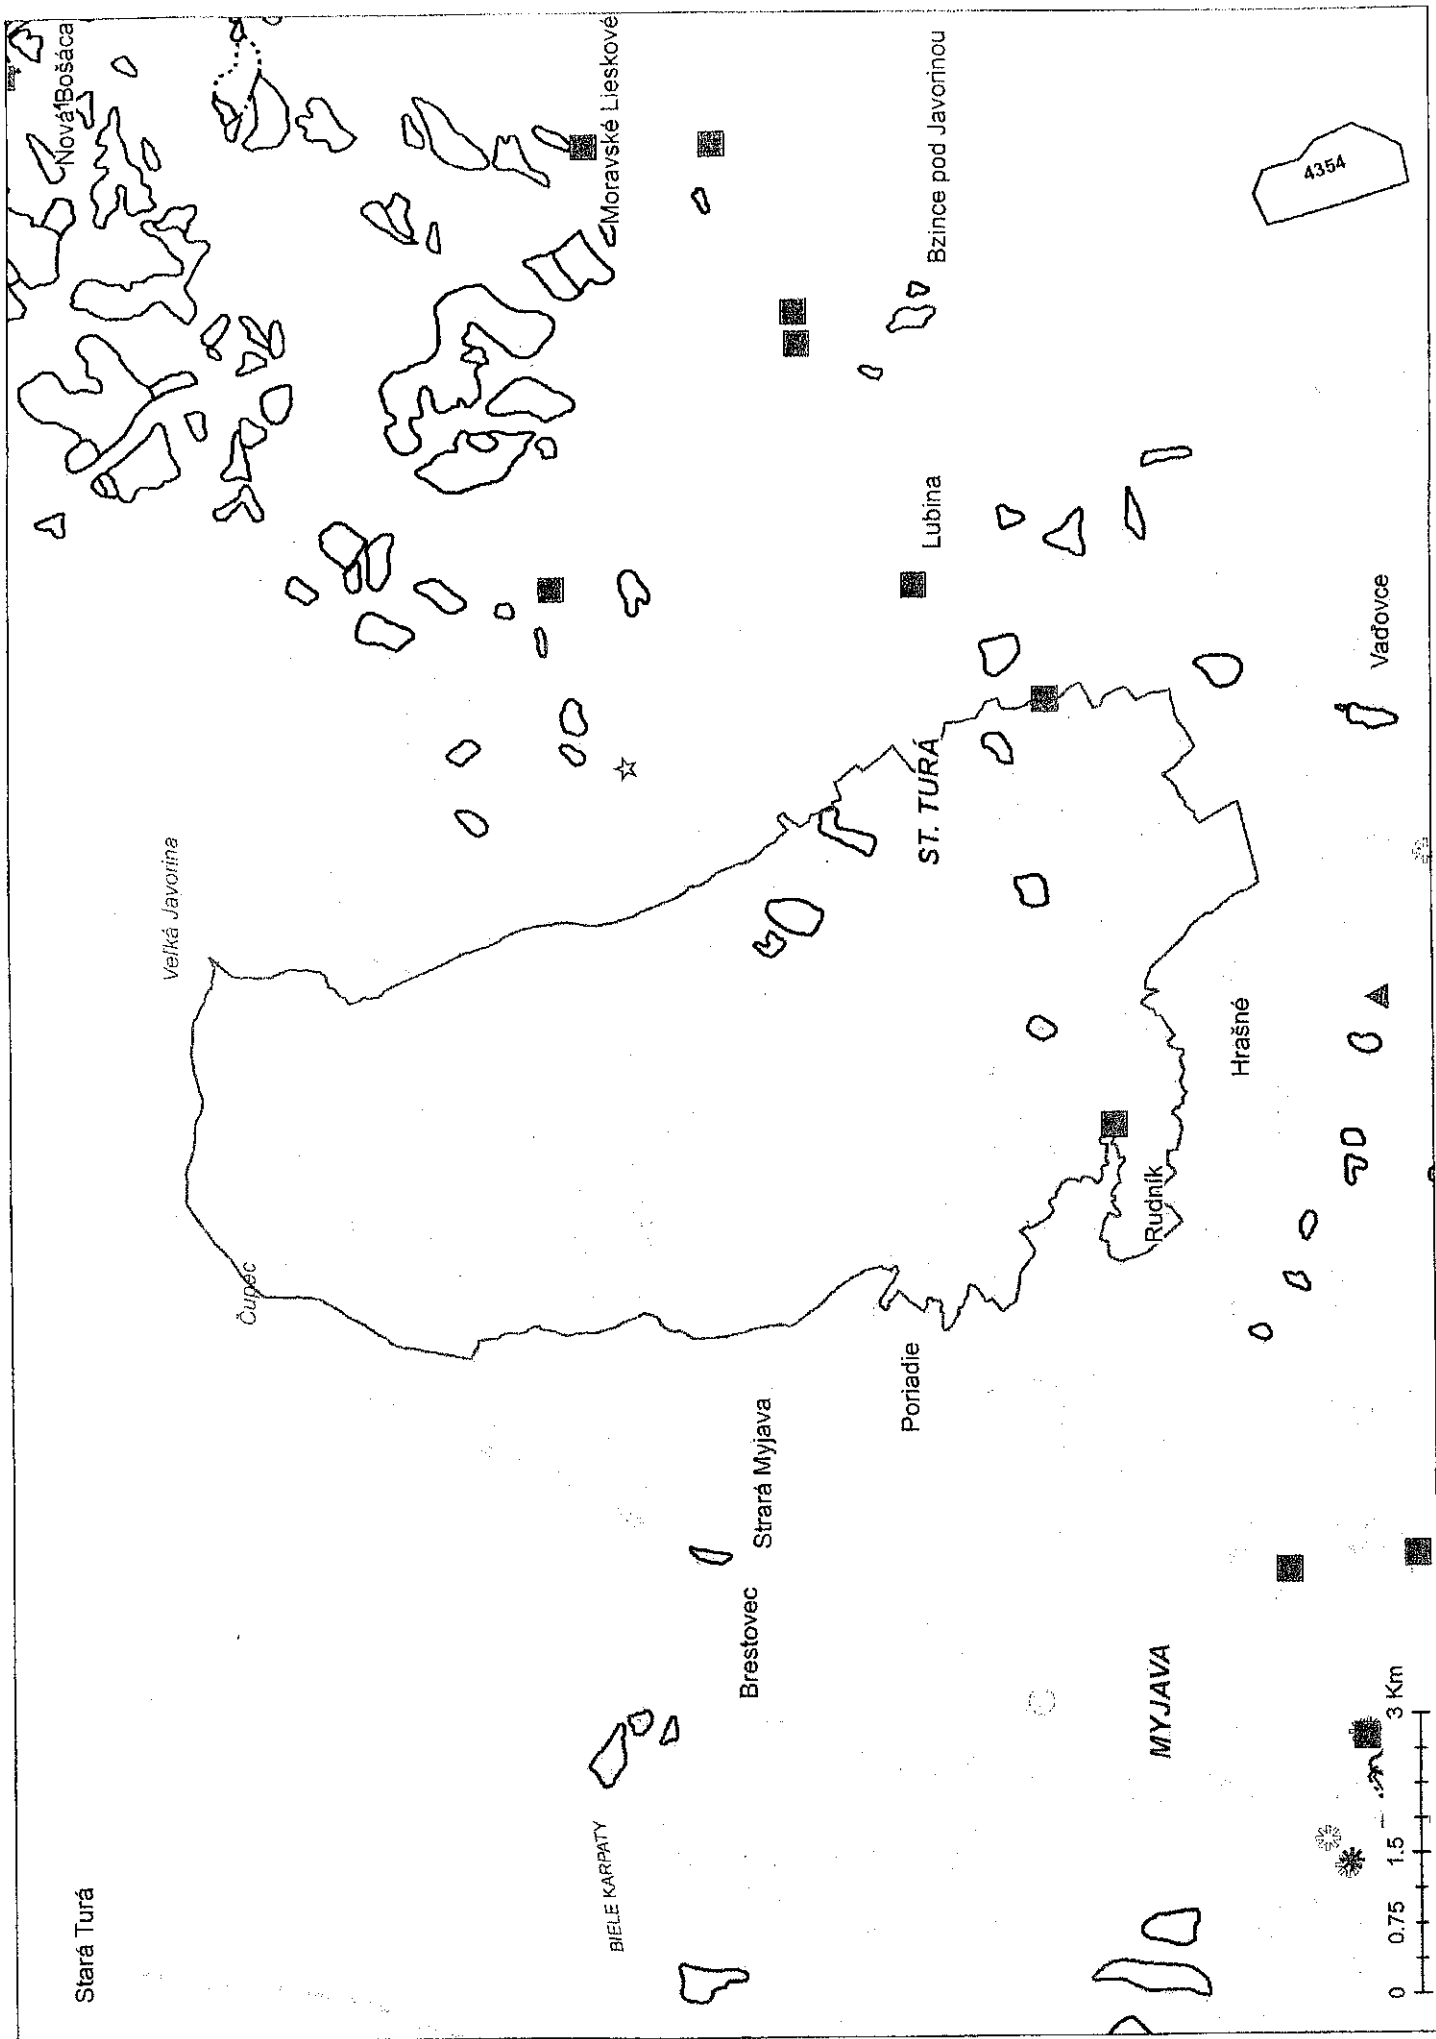 Stará Turá
Nová Bošáca
Veľká Javorina
Čupec
Moravské Lieskové
BIELE KARPATY
Brestovec
Strará Myjava
Poriadie
ST. TURÁ
Lubina
Bzince pod Javorinou
MYJAVA
Rudník
Hrašné
Vaďovce
4354
0 0.75 1.5 3 Km